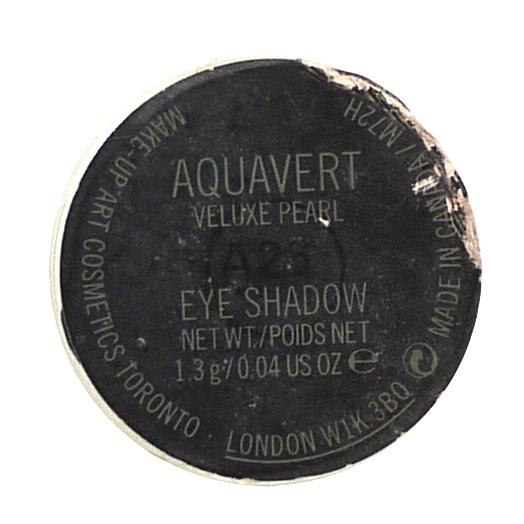 AQUAVERT
VELUXE PEARL
A25
EYE SHADOW
NET WT./POIDS NET
1.3 g/0.04 US OZ ℮
MAKE-UP ART COSMETICS TORONTO · LONDON W1K 3BQ
MADE IN CANADA / M72H